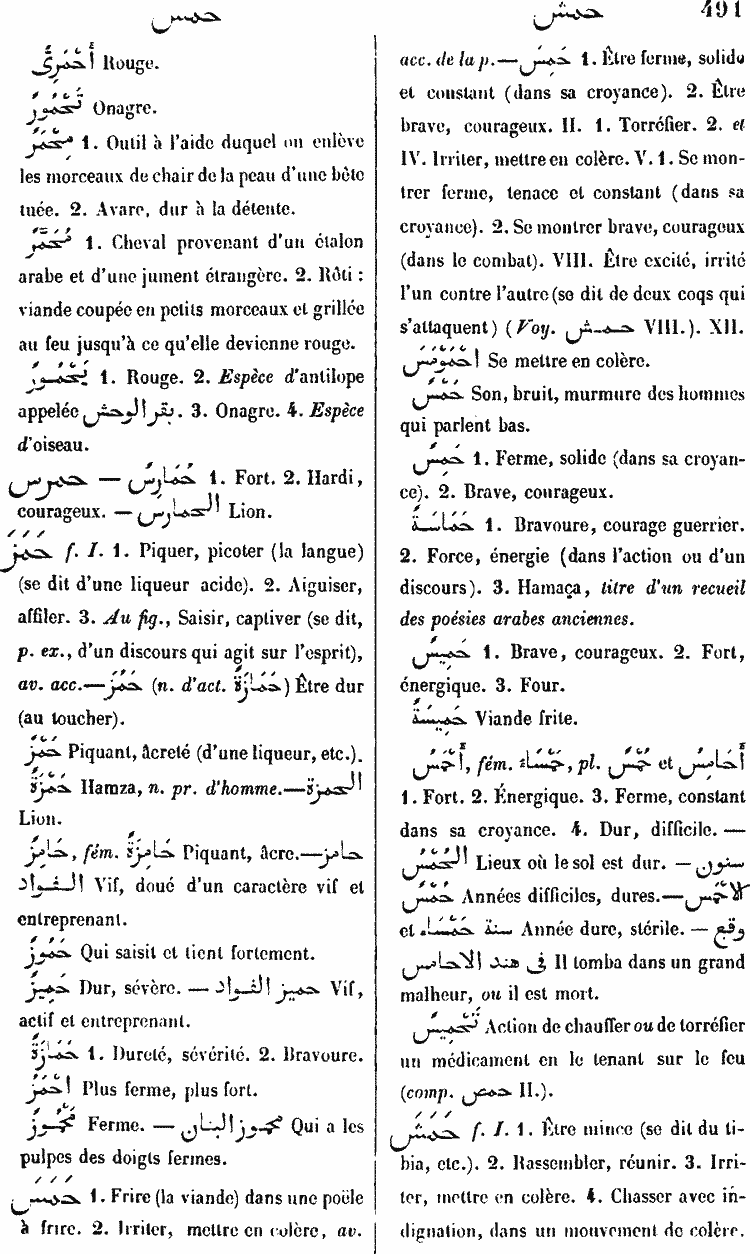 حمس
حمش
491
أَحْمَرِىٌّ Rouge.
تَحْمُورٌ Onagre.
مِحْمَرٌ 1. Outil à l'aide duquel on enlève
les morceaux de chair de la peau d'une bête
tuée. 2. Avare, dur à la détente.
مُحَمَّرٌ 1. Cheval provenant d'un étalon
arabe et d'une jument étrangère. 2. Rôti :
viande coupée en petits morceaux et grillée
au feu jusqu'à ce qu'elle devienne rouge.
يَحْمُورٌ 1. Rouge. 2. Espèce d'antilope
appelée بقر الوحش. 3. Onagre. 4. Espèce
d'oiseau.
حمرس — حُمَارِسٌ 1. Fort. 2. Hardi,
courageux. — الحمارس Lion.
حَمَزَ f. I. 1. Piquer, picoter (la langue)
(se dit d'une liqueur acide). 2. Aiguiser,
affiler. 3. Au fig., Saisir, captiver (se dit,
p. ex., d'un discours qui agit sur l'esprit),
av. acc.—حَمُزَ (n. d'act. حَمَازَةٌ) Être dur
(au toucher).
حَمْزٌ Piquant, âcreté (d'une liqueur, etc.).
حَمْزَةٌ Hamza, n. pr. d'homme.—الحمزة
Lion.
حَامِزٌ, fém. حَامِزَةٌ Piquant, âcre.—حامز
الفواد Vif, doué d'un caractère vif et
entreprenant.
حَمُوزٌ Qui saisit et tient fortement.
حَمِيزٌ Dur, sévère. — حميز الفواد Vif,
actif et entreprenant.
حَمَازَةٌ 1. Dureté, sévérité. 2. Bravoure.
أَحْمَزُ Plus ferme, plus fort.
مَحْمُوزٌ Ferme. — محموز البنان Qui a les
pulpes des doigts fermes.
حَمَسَ 1. Frire (la viande) dans une poële
à frire. 2. Irriter, mettre en colère, av.
acc. de la p.—حَمِسَ 1. Être ferme, solide
et constant (dans sa croyance). 2. Être
brave, courageux. II. 1. Torréfier. 2. et
IV. Irriter, mettre en colère. V. 1. Se mon-
trer ferme, tenace et constant (dans sa
croyance). 2. Se montrer brave, courageux
(dans le combat). VIII. Être excité, irrité
l'un contre l'autre (se dit de deux coqs qui
s'attaquent) (Voy. حمش VIII.). XII.
احْمَوْمَسَ Se mettre en colère.
حَمْسٌ Son, bruit, murmure des hommes
qui parlent bas.
حَمِسٌ 1. Ferme, solide (dans sa croyan-
ce). 2. Brave, courageux.
حَمَاسَةٌ 1. Bravoure, courage guerrier.
2. Force, énergie (dans l'action ou d'un
discours). 3. Hamaça, titre d'un recueil
des poésies arabes anciennes.
حَمِيسٌ 1. Brave, courageux. 2. Fort,
énergique. 3. Four.
حَمِيسَةٌ Viande frite.
أَحْمَسُ, fém. حَمْسَاءُ, pl. حُمْسٌ et أَحَامِسُ
1. Fort. 2. Énergique. 3. Ferme, constant
dans sa croyance. 4. Dur, difficile. —
الحُمْسُ Lieux où le sol est dur. — سنون
حُمْسٌ Années difficiles, dures.—الاحمس
et سنة حَمْسَاء Année dure, stérile. — وقع
فى هند الاحامس Il tomba dans un grand
malheur, ou il est mort.
تَحْمِيسٌ Action de chauffer ou de torréfier
un médicament en le tenant sur le feu
(comp. حمص II.).
حَمَشَ f. I. 1. Être mince (se dit du ti-
bia, etc.). 2. Rassembler, réunir. 3. Irri-
ter, mettre en colère. 4. Chasser avec in-
dignation, dans un mouvement de colère.